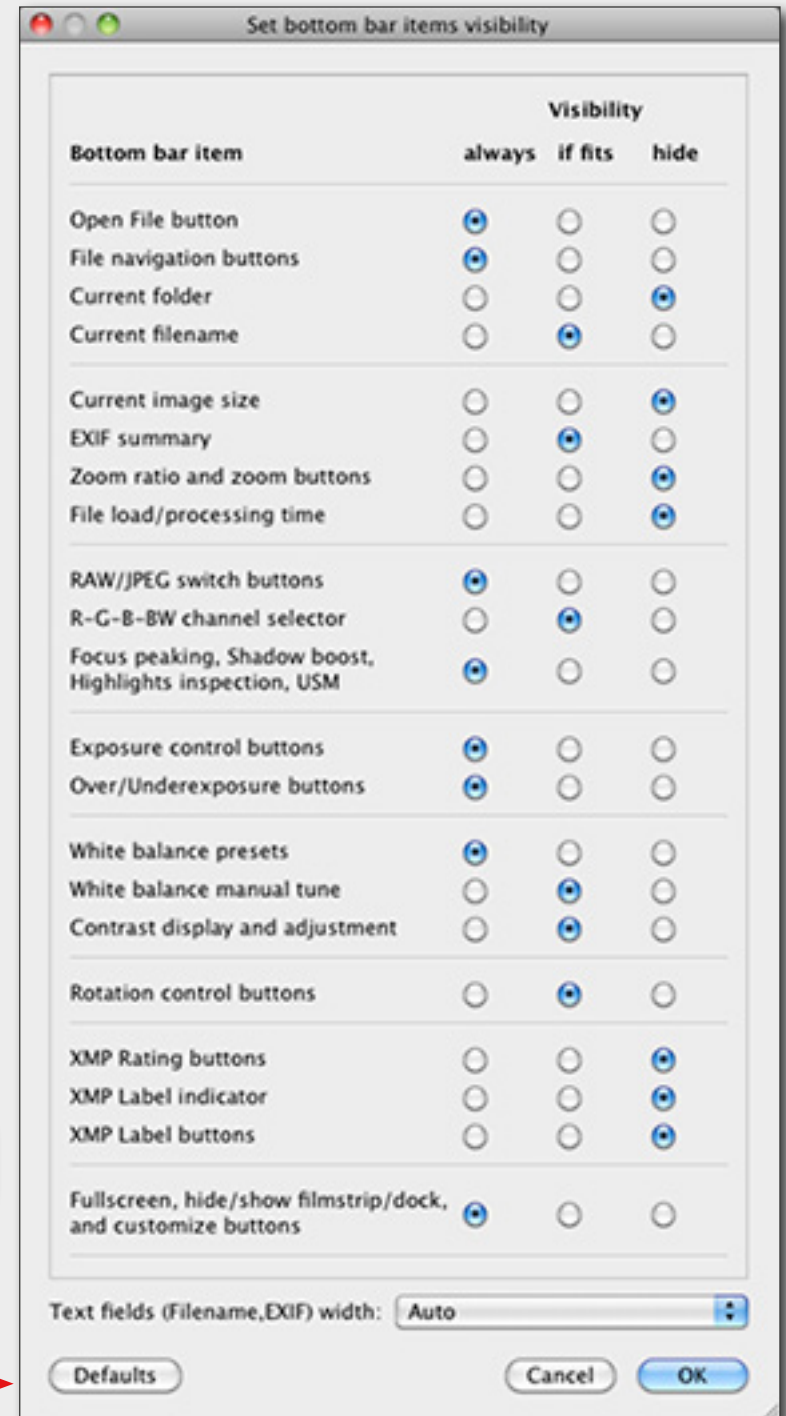 Set bottom bar items visibility
Visibility
Bottom bar item always if fits hide
Open File button
File navigation buttons
Current folder
Current filename
Current image size
EXIF summary
Zoom ratio and zoom buttons
File load/processing time
RAW/JPEG switch buttons
R-G-B-BW channel selector
Focus peaking, Shadow boost,
Highlights inspection, USM
Exposure control buttons
Over/Underexposure buttons
White balance presets
White balance manual tune
Contrast display and adjustment
Rotation control buttons
XMP Rating buttons
XMP Label indicator
XMP Label buttons
Fullscreen, hide/show filmstrip/dock,
and customize buttons
Text fields (Filename,EXIF) width: Auto
Defaults Cancel OK